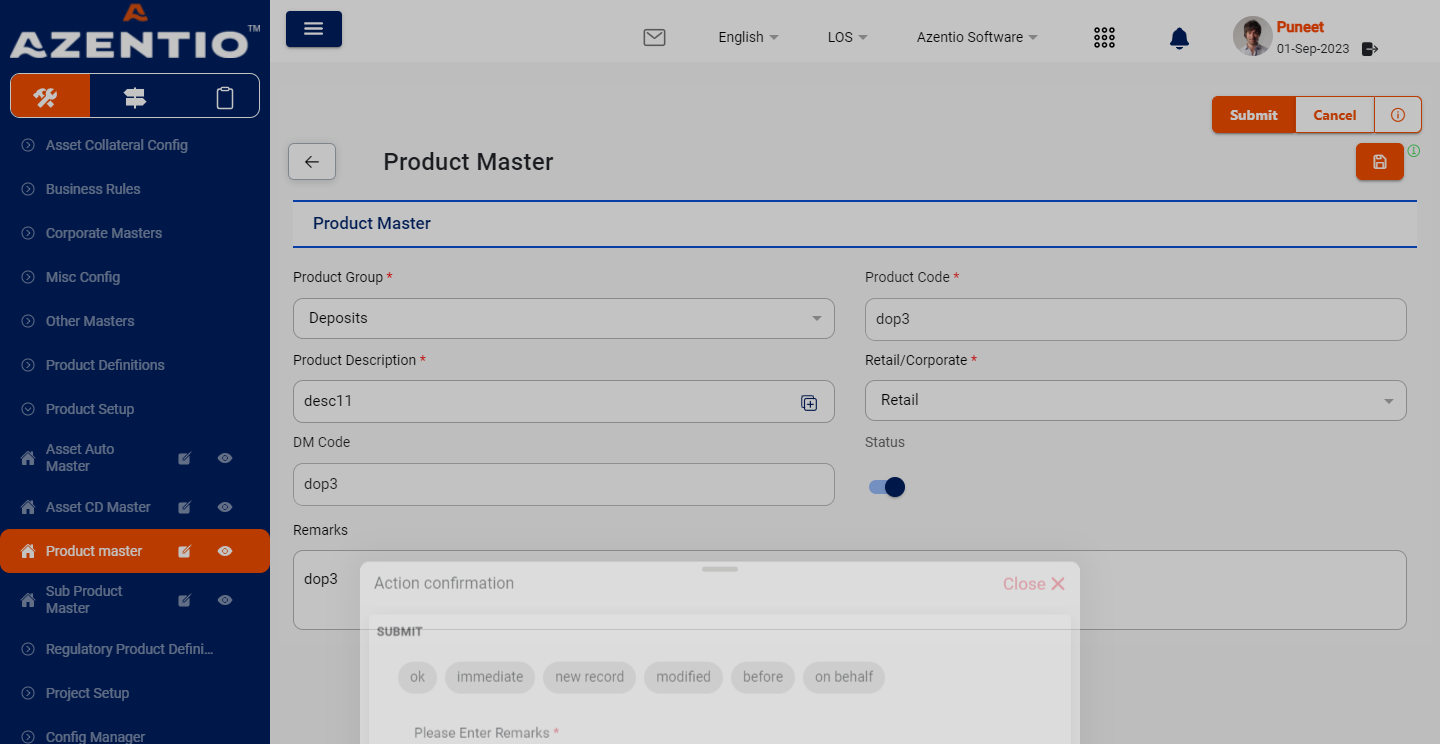 AZENTIO™
English
LOS
Azentio Software
Puneet
01-Sep-2023
Asset Collateral Config
Business Rules
Corporate Masters
Misc Config
Other Masters
Product Definitions
Product Setup
Asset Auto
Master
Asset CD Master
Product master
Sub Product
Master
Regulatory Product Defini...
Project Setup
Config Manager
Submit
Cancel
Product Master
Product Master
Product Group *
Product Code *
Deposits
dop3
Product Description *
Retail/Corporate *
desc11
Retail
DM Code
Status
dop3
Remarks
dop3
Action confirmation
Close
SUBMIT
ok
immediate
new record
modified
before
on behalf
Please Enter Remarks *